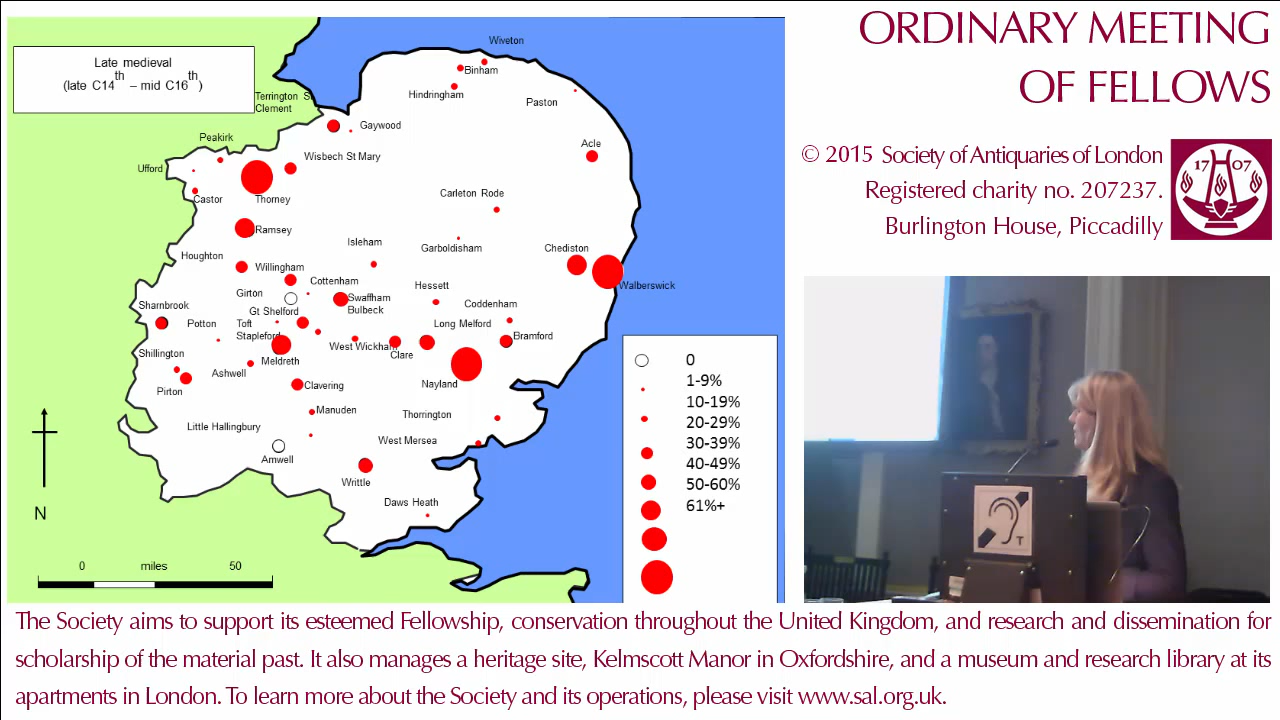 ORDINARY MEETING
OF FELLOWS
© 2015 Society of Antiquaries of London
Registered charity no. 207237.
Burlington House, Piccadilly
17 07
Late medieval
(late C14th – mid C16th)
Wiveton
Binham
Hindringham
Paston
Terrington S
Clement
Gaywood
Peakirk
Acle
Wisbech St Mary
Ufford
Castor
Thorney
Carleton Rode
Ramsey
Isleham
Garboldisham
Chediston
Houghton
Willingham
Cottenham
Hessett
Walberswick
Girton
Swaffham
Bulbeck
Sharnbrook
Gt Shelford
Coddenham
Potton
Toft
Long Melford
Stapleford
Bramford
West Wickham
Shillington
Meldreth
Clare
Ashwell
Nayland
Pirton
Clavering
Manuden
Thorrington
Little Hallingbury
West Mersea
Amwell
Writtle
Daws Heath
N
0 miles 50
0
1-9%
10-19%
20-29%
30-39%
40-49%
50-60%
61%+
T
The Society aims to support its esteemed Fellowship, conservation throughout the United Kingdom, and research and dissemination for
scholarship of the material past. It also manages a heritage site, Kelmscott Manor in Oxfordshire, and a museum and research library at its
apartments in London. To learn more about the Society and its operations, please visit www.sal.org.uk.